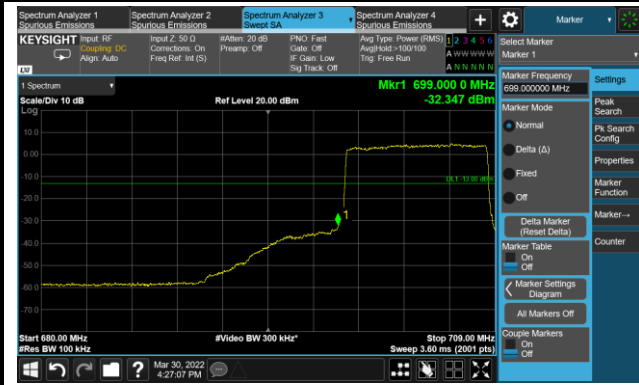 Spectrum Analyzer 1
Spurious Emissions
Spectrum Analyzer 2
Spurious Emissions
Spectrum Analyzer 3
Swept SA
Spectrum Analyzer 4
Spurious Emissions
+
Marker
KEYSIGHT
Input: RF
Coupling: DC
Align: Auto
Input Z: 50 Ω
Corrections: On
Freq Ref: Int (S)
#Atten: 20 dB
Preamp: Off
PNO: Fast
Gate: Off
IF Gain: Low
Sig Track: Off
Avg Type: Power (RMS)
Avg|Hold:>100/100
Trig: Free Run
1 2 3 4 5 6
A W W W W W
A N N N N N
Select Marker
Marker 1
LXI
1 Spectrum
Mkr1 699.000 0 MHz
Scale/Div 10 dB
Ref Level 20.00 dBm
-32.347 dBm
Log
10.0
0.00
-10.0
-20.0
-30.0
-40.0
-50.0
-60.0
-70.0
DL1 -13.00 dBm
1
Start 680.00 MHz
#Video BW 300 kHz*
Stop 709.00 MHz
#Res BW 100 kHz
Sweep 3.60 ms (2001 pts)
Marker Frequency
699.000000 MHz
Marker Mode
Normal
Delta (Δ)
Fixed
Off
Delta Marker
(Reset Delta)
Marker Table
On
Off
Marker Settings
Diagram
All Markers Off
Couple Markers
On
Off
Settings
Peak
Search
Pk Search
Config
Properties
Marker
Function
Marker→
Counter
?
Mar 30, 2022
4:27:07 PM